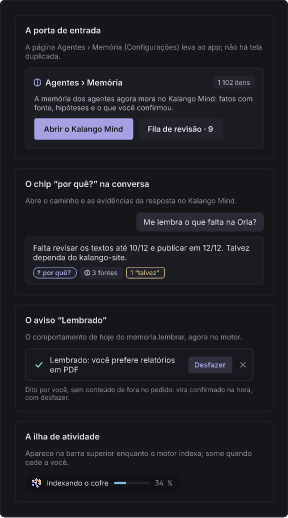 A porta de entrada
A página Agentes › Memória (Configurações) leva ao app; não há tela
duplicada.
Agentes › Memória
1 102 itens
A memória dos agentes agora mora no Kalango Mind: fatos com
fonte, hipóteses e o que você confirmou.
Abrir o Kalango Mind
Fila de revisão · 9
O chip “por quê?” na conversa
Abre o caminho e as evidências da resposta no Kalango Mind.
Me lembra o que falta na Orla?
Falta revisar os textos até 10/12 e publicar em 12/12. Talvez
dependa do kalango-site.
? por quê?
3 fontes
1 “talvez”
O aviso “Lembrado”
O comportamento de hoje do memoria.lembrar, agora no motor.
Lembrado: você prefere relatórios
em PDF
Desfazer
Dito por você, sem conteúdo de fora no pedido: vira confirmado na hora,
com desfazer.
A ilha de atividade
Aparece na barra superior enquanto o motor indexa; some quando
cede a você.
Indexando o cofre
34 %